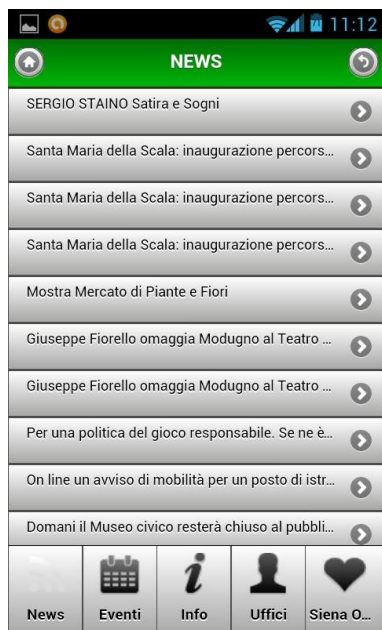 11:12
NEWS
SERGIO STAINO Satira e Sogni
Santa Maria della Scala: inaugurazione percors...
Santa Maria della Scala: inaugurazione percors...
Santa Maria della Scala: inaugurazione percors...
Mostra Mercato di Piante e Fiori
Giuseppe Fiorello omaggia Modugno al Teatro ...
Giuseppe Fiorello omaggia Modugno al Teatro ...
Per una politica del gioco responsabile. Se ne è...
On line un avviso di mobilità per un posto di istr...
Domani il Museo civico resterà chiuso al pubbli...
News Eventi Info Uffici Siena O...